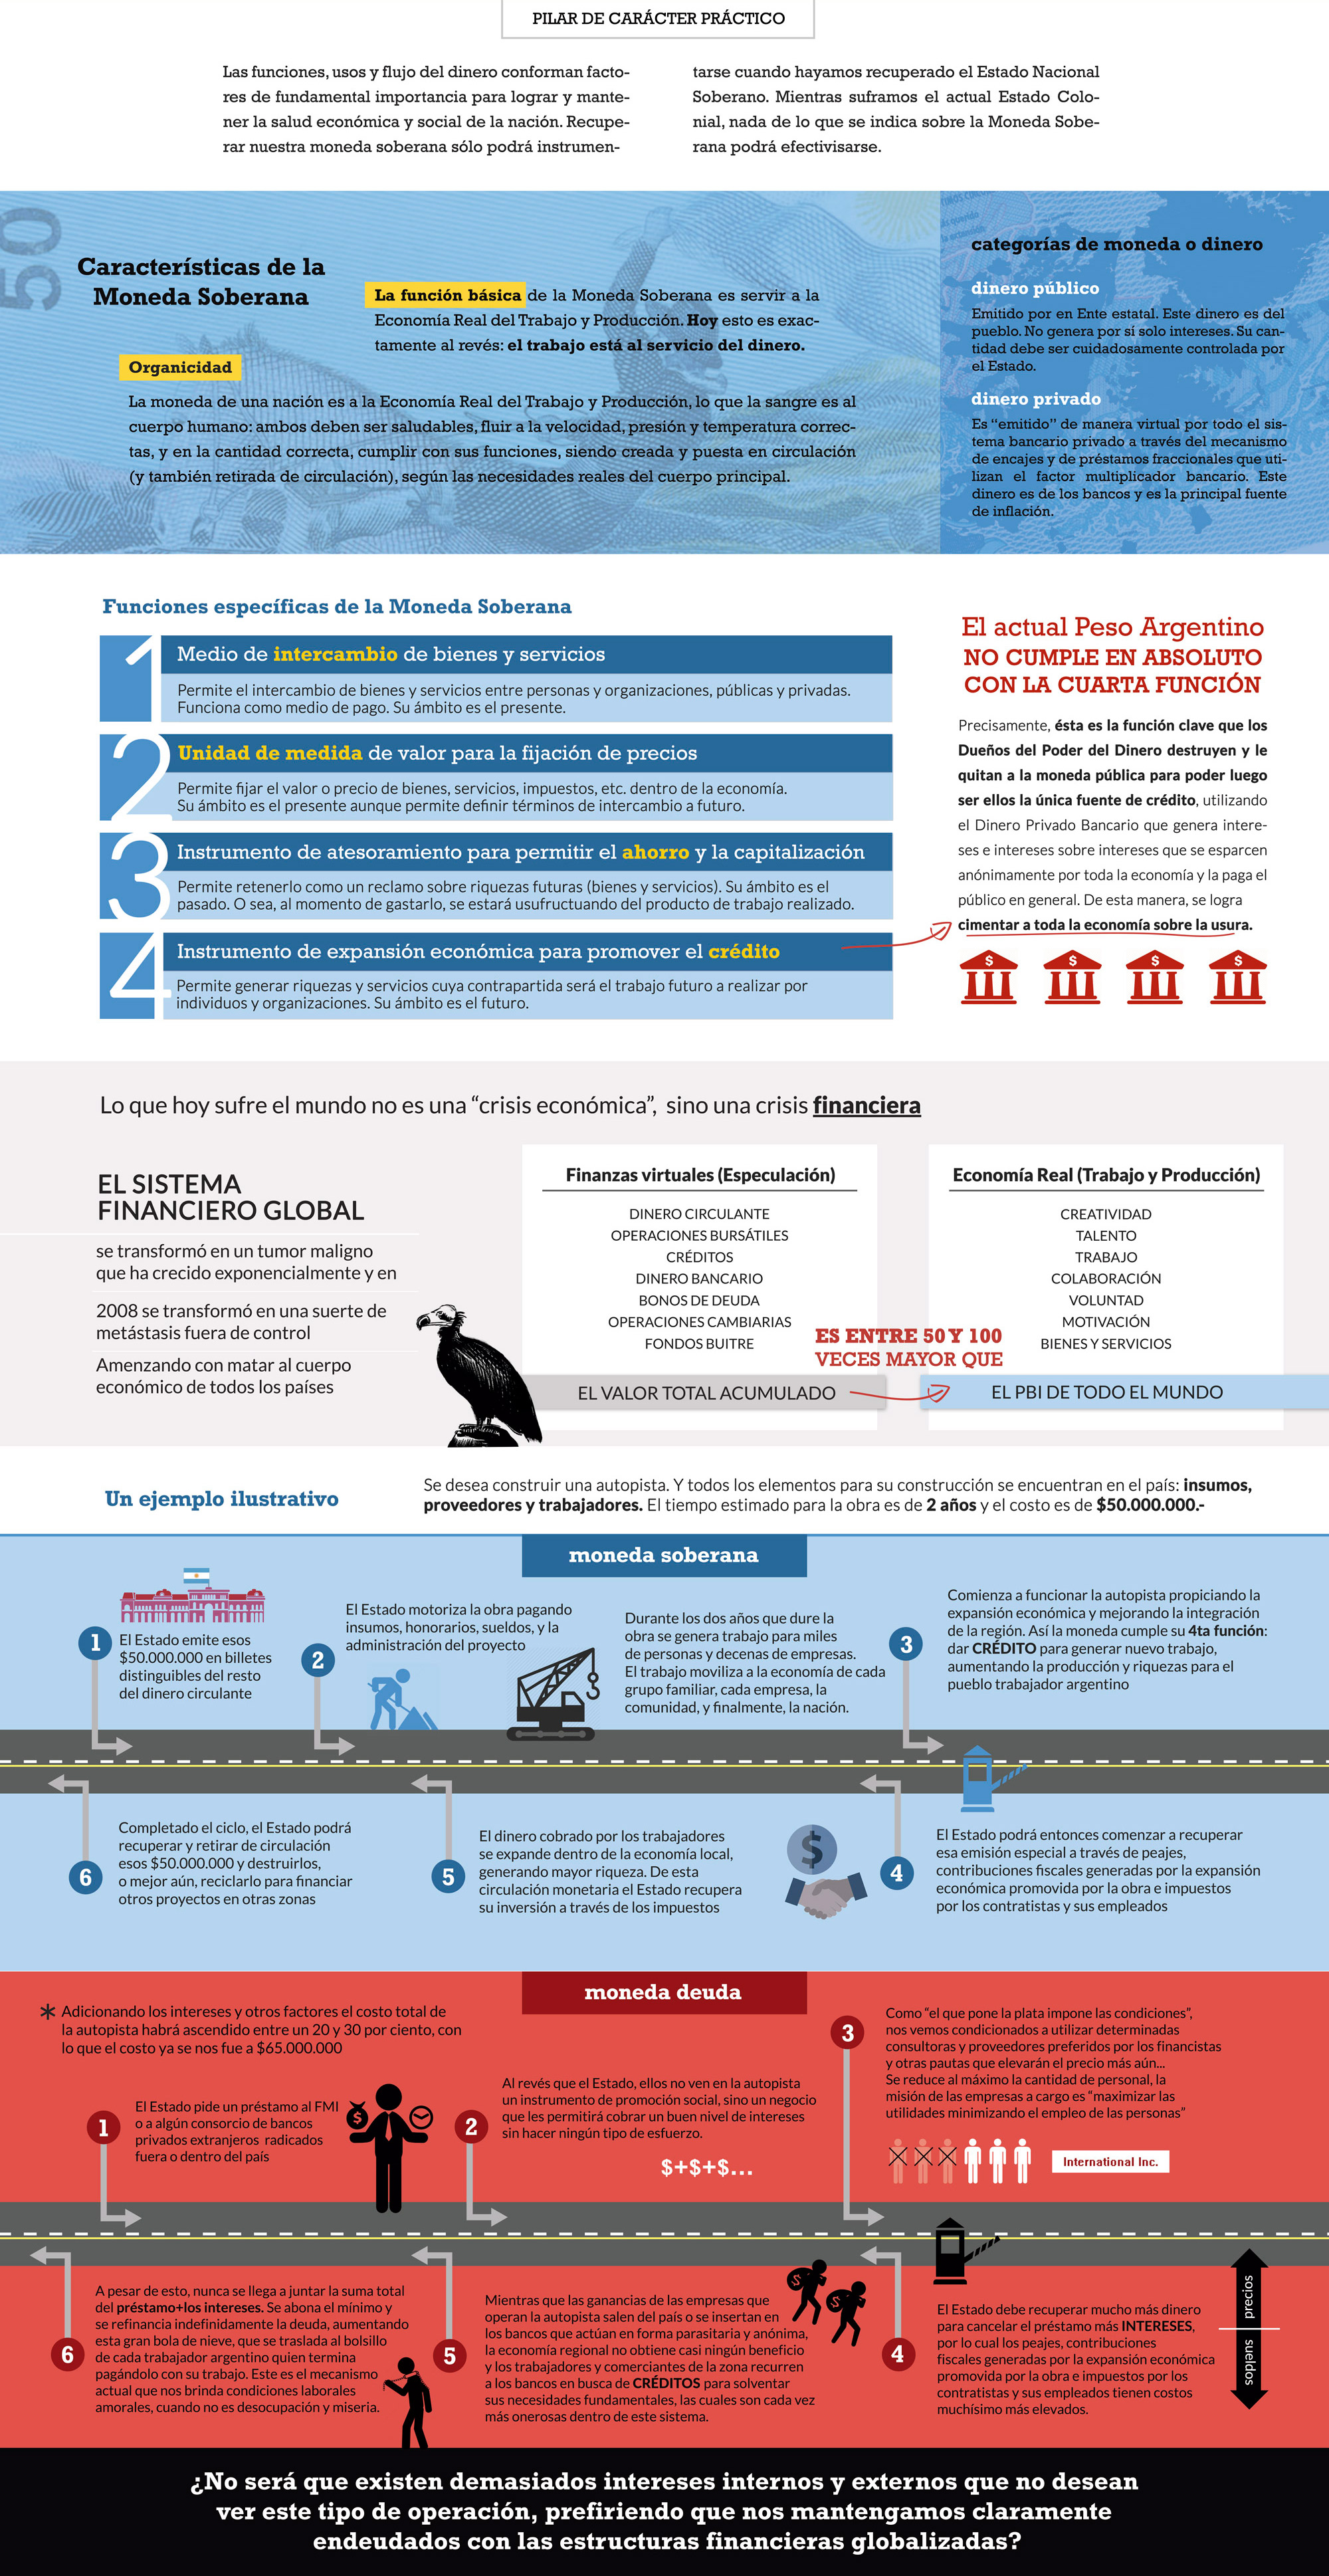 PILAR DE CARÁCTER PRÁCTICO
Las funciones, usos y flujo del dinero conforman facto-
res de fundamental importancia para lograr y mante-
ner la salud económica y social de la nación. Recupe-
rar nuestra moneda soberana sólo podrá instrumen-
tarse cuando hayamos recuperado el Estado Nacional
Soberano. Mientras suframos el actual Estado Colo-
nial, nada de lo que se indica sobre la Moneda Sobe-
rana podrá efectivisarse.
50
Características de la
Moneda Soberana
La función básica de la Moneda Soberana es servir a la
Economía Real del Trabajo y Producción. Hoy esto es exac-
tamente al revés: el trabajo está al servicio del dinero.
Organicidad
La moneda de una nación es a la Economía Real del Trabajo y Producción, lo que la sangre es al
cuerpo humano: ambos deben ser saludables, fluir a la velocidad, presión y temperatura correc-
tas, y en la cantidad correcta, cumplir con sus funciones, siendo creada y puesta en circulación
(y también retirada de circulación), según las necesidades reales del cuerpo principal.
categorías de moneda o dinero
dinero público
Emitido por en Ente estatal. Este dinero es del
pueblo. No genera por sí solo intereses. Su can-
tidad debe ser cuidadosamente controlada por
el Estado.
dinero privado
Es “emitido” de manera virtual por todo el sis-
tema bancario privado a través del mecanismo
de encajes y de préstamos fraccionales que uti-
lizan el factor multiplicador bancario. Este
dinero es de los bancos y es la principal fuente
de inflación.
Funciones específicas de la Moneda Soberana
1
Medio de intercambio de bienes y servicios
Permite el intercambio de bienes y servicios entre personas y organizaciones, públicas y privadas.
Funciona como medio de pago. Su ámbito es el presente.
2
Unidad de medida de valor para la fijación de precios
Permite fijar el valor o precio de bienes, servicios, impuestos, etc. dentro de la economía.
Su ámbito es el presente aunque permite definir términos de intercambio a futuro.
3
Instrumento de atesoramiento para permitir el ahorro y la capitalización
Permite retenerlo como un reclamo sobre riquezas futuras (bienes y servicios). Su ámbito es el
pasado. O sea, al momento de gastarlo, se estará usufructuando del producto de trabajo realizado.
4
Instrumento de expansión económica para promover el crédito
Permite generar riquezas y servicios cuya contrapartida será el trabajo futuro a realizar por
individuos y organizaciones. Su ámbito es el futuro.
El actual Peso Argentino
NO CUMPLE EN ABSOLUTO
CON LA CUARTA FUNCIÓN
Precisamente, ésta es la función clave que los
Dueños del Poder del Dinero destruyen y le
quitan a la moneda pública para poder luego
ser ellos la única fuente de crédito, utilizando
el Dinero Privado Bancario que genera intere-
ses e intereses sobre intereses que se esparcen
anónimamente por toda la economía y la paga el
público en general. De esta manera, se logra
cimentar a toda la economía sobre la usura.
$ $ $ $
Lo que hoy sufre el mundo no es una “crisis económica”, sino una crisis financiera
EL SISTEMA
FINANCIERO GLOBAL
se transformó en un tumor maligno
que ha crecido exponencialmente y en
2008 se transformó en una suerte de
metástasis fuera de control
Amenzando con matar al cuerpo
económico de todos los países
Finanzas virtuales (Especulación)
DINERO CIRCULANTE
OPERACIONES BURSÁTILES
CRÉDITOS
DINERO BANCARIO
BONOS DE DEUDA
OPERACIONES CAMBIARIAS
FONDOS BUITRE
EL VALOR TOTAL ACUMULADO
ES ENTRE 50 Y 100
VECES MAYOR QUE
Economía Real (Trabajo y Producción)
CREATIVIDAD
TALENTO
TRABAJO
COLABORACIÓN
VOLUNTAD
MOTIVACIÓN
BIENES Y SERVICIOS
EL PBI DE TODO EL MUNDO
Un ejemplo ilustrativo
Se desea construir una autopista. Y todos los elementos para su construcción se encuentran en el país: insumos,
proveedores y trabajadores. El tiempo estimado para la obra es de 2 años y el costo es de $50.000.000.-
moneda soberana
1
El Estado emite esos
$50.000.000 en billetes
distinguibles del resto
del dinero circulante
2
El Estado motoriza la obra pagando
insumos, honorarios, sueldos, y la
administración del proyecto
Durante los dos años que dure la
obra se genera trabajo para miles
de personas y decenas de empresas.
El trabajo moviliza a la economía de cada
grupo familiar, cada empresa, la
comunidad, y finalmente, la nación.
3
Comienza a funcionar la autopista propiciando la
expansión económica y mejorando la integración
de la región. Así la moneda cumple su 4ta función:
dar CRÉDITO para generar nuevo trabajo,
aumentando la producción y riquezas para el
pueblo trabajador argentino
6
Completado el ciclo, el Estado podrá
recuperar y retirar de circulación
esos $50.000.000 y destruirlos,
o mejor aún, reciclarlo para financiar
otros proyectos en otras zonas
5
El dinero cobrado por los trabajadores
se expande dentro de la economía local,
generando mayor riqueza. De esta
circulación monetaria el Estado recupera
su inversión a través de los impuestos
$
4
El Estado podrá entonces comenzar a recuperar
esa emisión especial a través de peajes,
contribuciones fiscales generadas por la expansión
económica promovida por la obra e impuestos
por los contratistas y sus empleados
moneda deuda
* Adicionando los intereses y otros factores el costo total de
la autopista habrá ascendido entre un 20 y 30 por ciento, con
lo que el costo ya se nos fue a $65.000.000
1
El Estado pide un préstamo al FMI
o a algún consorcio de bancos
privados extranjeros radicados
fuera o dentro del país
$
2
Al revés que el Estado, ellos no ven en la autopista
un instrumento de promoción social, sino un negocio
que les permitirá cobrar un buen nivel de intereses
sin hacer ningún tipo de esfuerzo.
$+$+$...
3
Como “el que pone la plata impone las condiciones”,
nos vemos condicionados a utilizar determinadas
consultoras y proveedores preferidos por los financistas
y otras pautas que elevarán el precio más aún...
Se reduce al máximo la cantidad de personal, la
misión de las empresas a cargo es “maximizar las
utilidades minimizando el empleo de las personas”
International Inc.
6
A pesar de esto, nunca se llega a juntar la suma total
del préstamo+los intereses. Se abona el mínimo y
se refinancia indefinidamente la deuda, aumentando
esta gran bola de nieve, que se traslada al bolsillo
de cada trabajador argentino quien termina
pagándolo con su trabajo. Este es el mecanismo
actual que nos brinda condiciones laborales
amorales, cuando no es desocupación y miseria.
5
Mientras que las ganancias de las empresas que
operan la autopista salen del país o se insertan en
los bancos que actúan en forma parasitaria y anónima,
la economía regional no obtiene casi ningún beneficio
y los trabajadores y comerciantes de la zona recurren
a los bancos en busca de CRÉDITOS para solventar
sus necesidades fundamentales, las cuales son cada vez
más onerosas dentro de este sistema.
$
$
4
El Estado debe recuperar mucho más dinero
para cancelar el préstamo más INTERESES,
por lo cual los peajes, contribuciones
fiscales generadas por la expansión económica
promovida por la obra e impuestos por los
contratistas y sus empleados tienen costos
muchísimo más elevados.
precios
sueldos
¿No será que existen demasiados intereses internos y externos que no desean
ver este tipo de operación, prefiriendo que nos mantengamos claramente
endeudados con las estructuras financieras globalizadas?